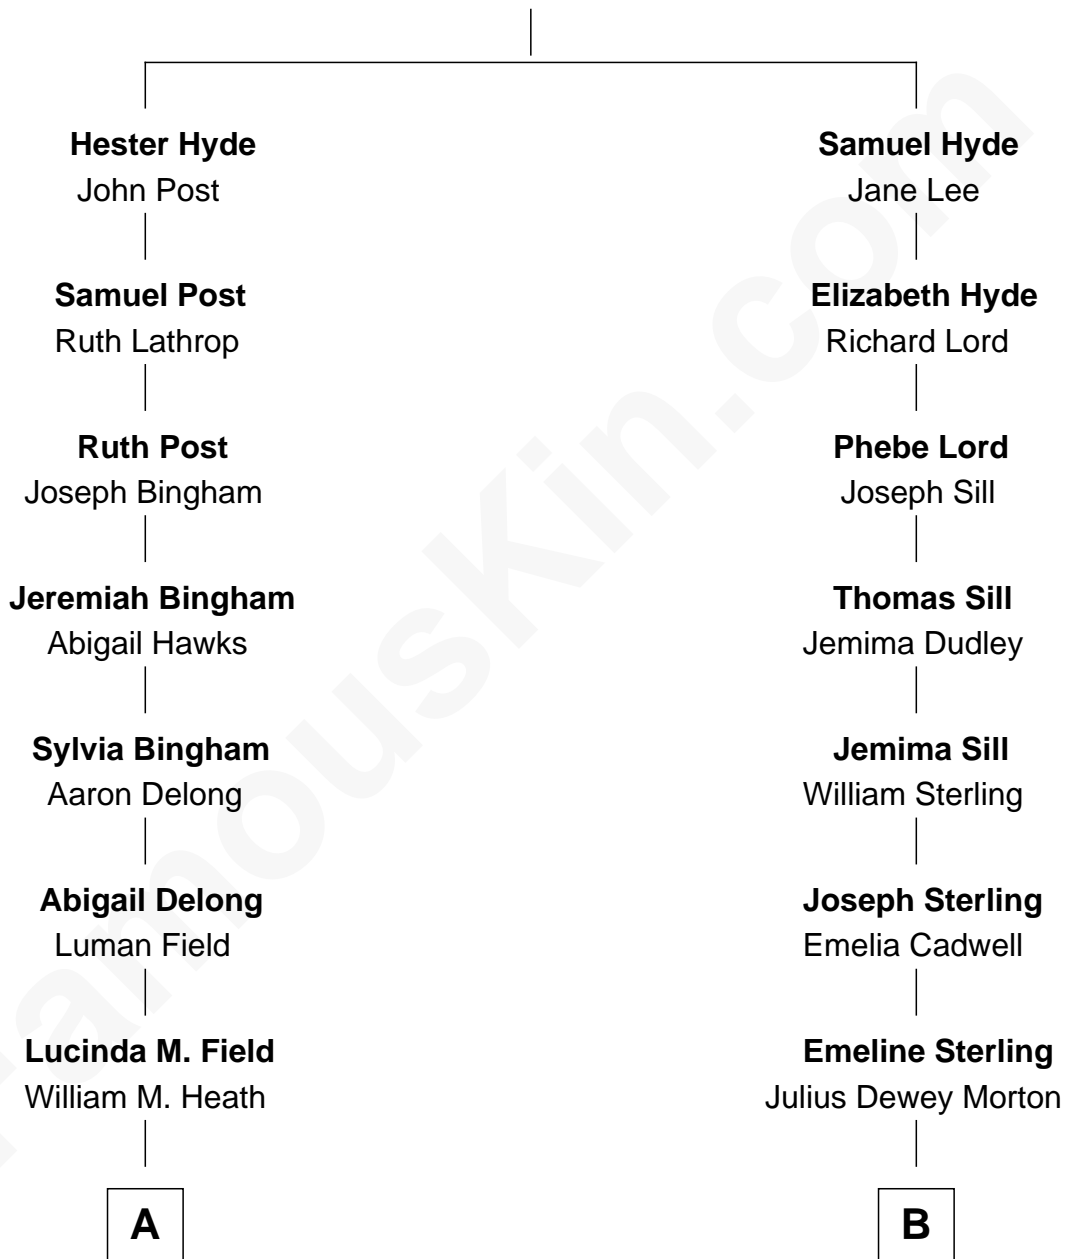 Hester Hyde
John Post
Samuel Hyde
Jane Lee
Samuel Post
Ruth Lathrop
Elizabeth Hyde
Richard Lord
Ruth Post
Joseph Bingham
Phebe Lord
Joseph Sill
Jeremiah Bingham
Abigail Hawks
Thomas Sill
Jemima Dudley
Sylvia Bingham
Aaron Delong
Jemima Sill
William Sterling
Abigail Delong
Luman Field
Joseph Sterling
Emelia Cadwell
Lucinda M. Field
William M. Heath
Emeline Sterling
Julius Dewey Morton
A
B
FamousKin.com